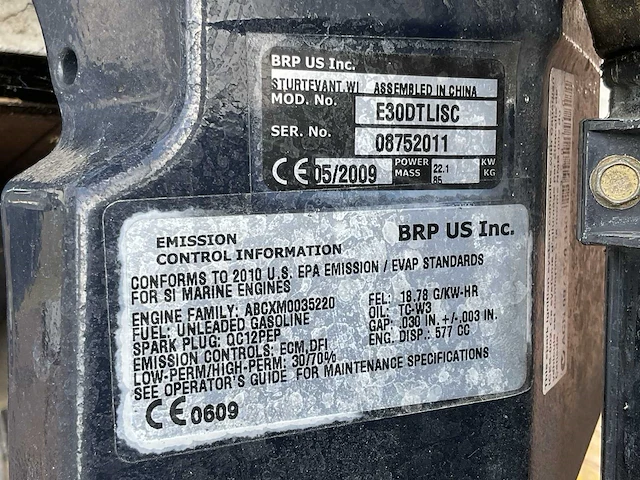 BRP US Inc.
STURTEVANT, WI ASSEMBLED IN CHINA
MOD. No. E30DTLISC
SER. No. 08752011
CE 05/2009 POWER 22.1 KW
MASS 85 KG
EMISSION BRP US Inc.
CONTROL INFORMATION
CONFORMS TO 2010 U.S. EPA EMISSION / EVAP STANDARDS
FOR SI MARINE ENGINES
ENGINE FAMILY: ABCXM0035220 FEL: 18.78 G/KW-HR
FUEL: UNLEADED GASOLINE OIL: TC-W3
SPARK PLUG: QC12PEP GAP: .030 IN. +/-.003 IN.
EMISSION CONTROLS: ECM,DFI ENG. DISP.: 577 CC
LOW-PERM/HIGH-PERM: 30/70%
SEE OPERATOR'S GUIDE FOR MAINTENANCE SPECIFICATIONS
CE 0609